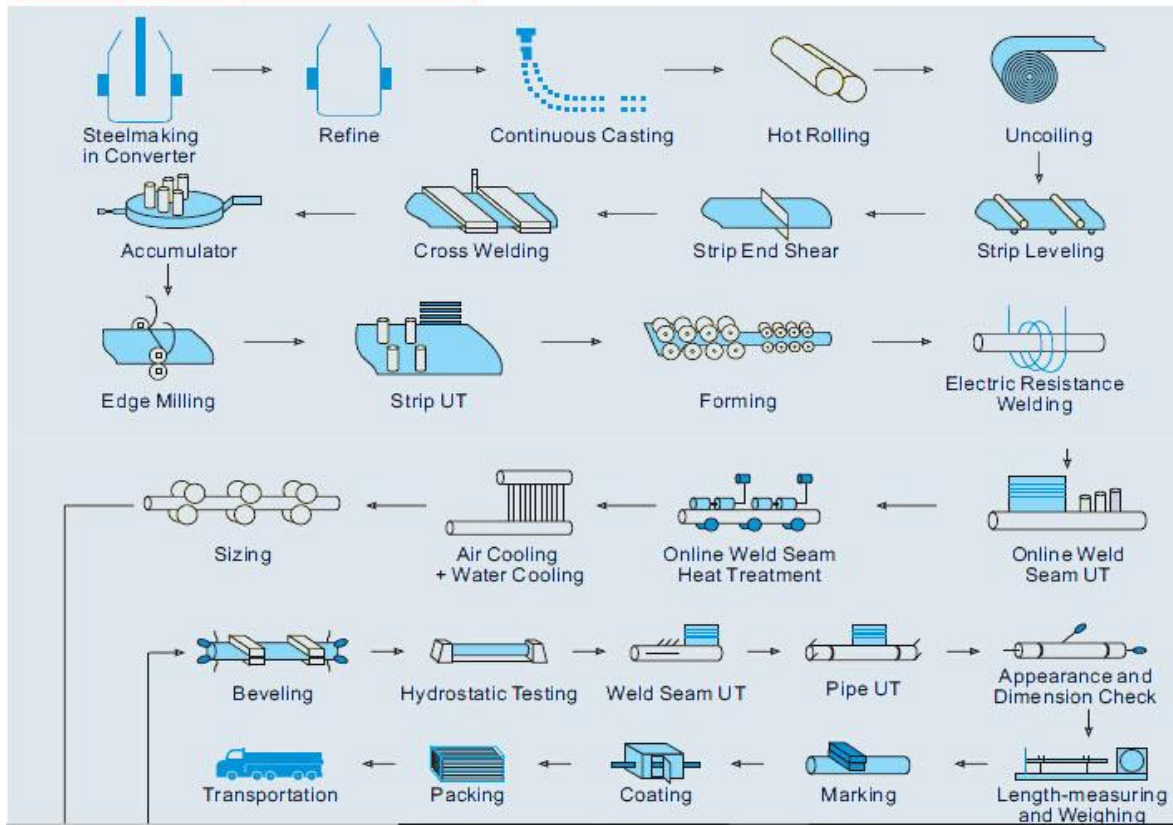 Steelmaking
in Converter
Refine
Continuous Casting
Hot Rolling
Uncoiling
Accumulator
Cross Welding
Strip End Shear
Strip Leveling
Edge Milling
Strip UT
Forming
Electric Resistance
Welding
Sizing
Air Cooling
+ Water Cooling
Online Weld Seam
Heat Treatment
Online Weld
Seam UT
Beveling
Hydrostatic Testing
Weld Seam UT
Pipe UT
Appearance and
Dimension Check
Transportation
Packing
Coating
Marking
Length-measuring
and Weighing